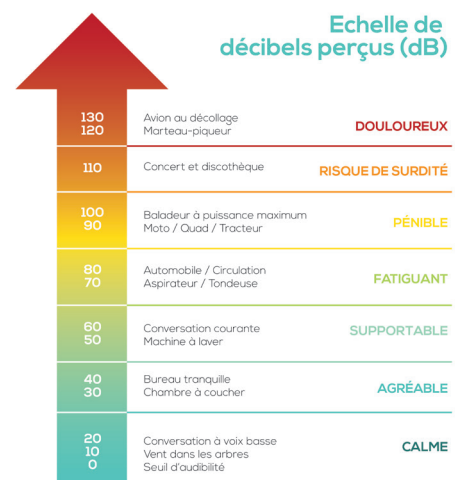 Echelle de
décibels perçus (dB)
130 Avion au décollage
120 Marteau-piqueur
DOULOUREUX
110 Concert et discothèque
RISQUE DE SURDITÉ
100 Baladeur à puissance maximum
90 Moto / Quad / Tracteur
PÉNIBLE
80 Automobile / Circulation
70 Aspirateur / Tondeuse
FATIGUANT
60 Conversation courante
50 Machine à laver
SUPPORTABLE
40 Bureau tranquille
30 Chambre à coucher
AGRÉABLE
20 Conversation à voix basse
10 Vent dans les arbres
0 Seuil d'audibilité
CALME